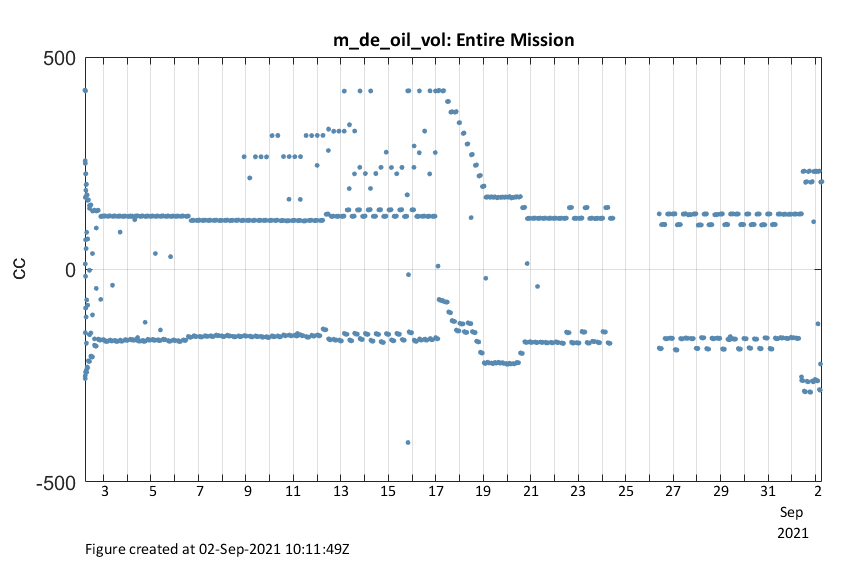 m_de_oil_vol: Entire Mission
500
0
-500
CC
3 5 7 9 11 13 15 17 19 21 23 25 27 29 31 2
Sep
2021
Figure created at 02-Sep-2021 10:11:49Z